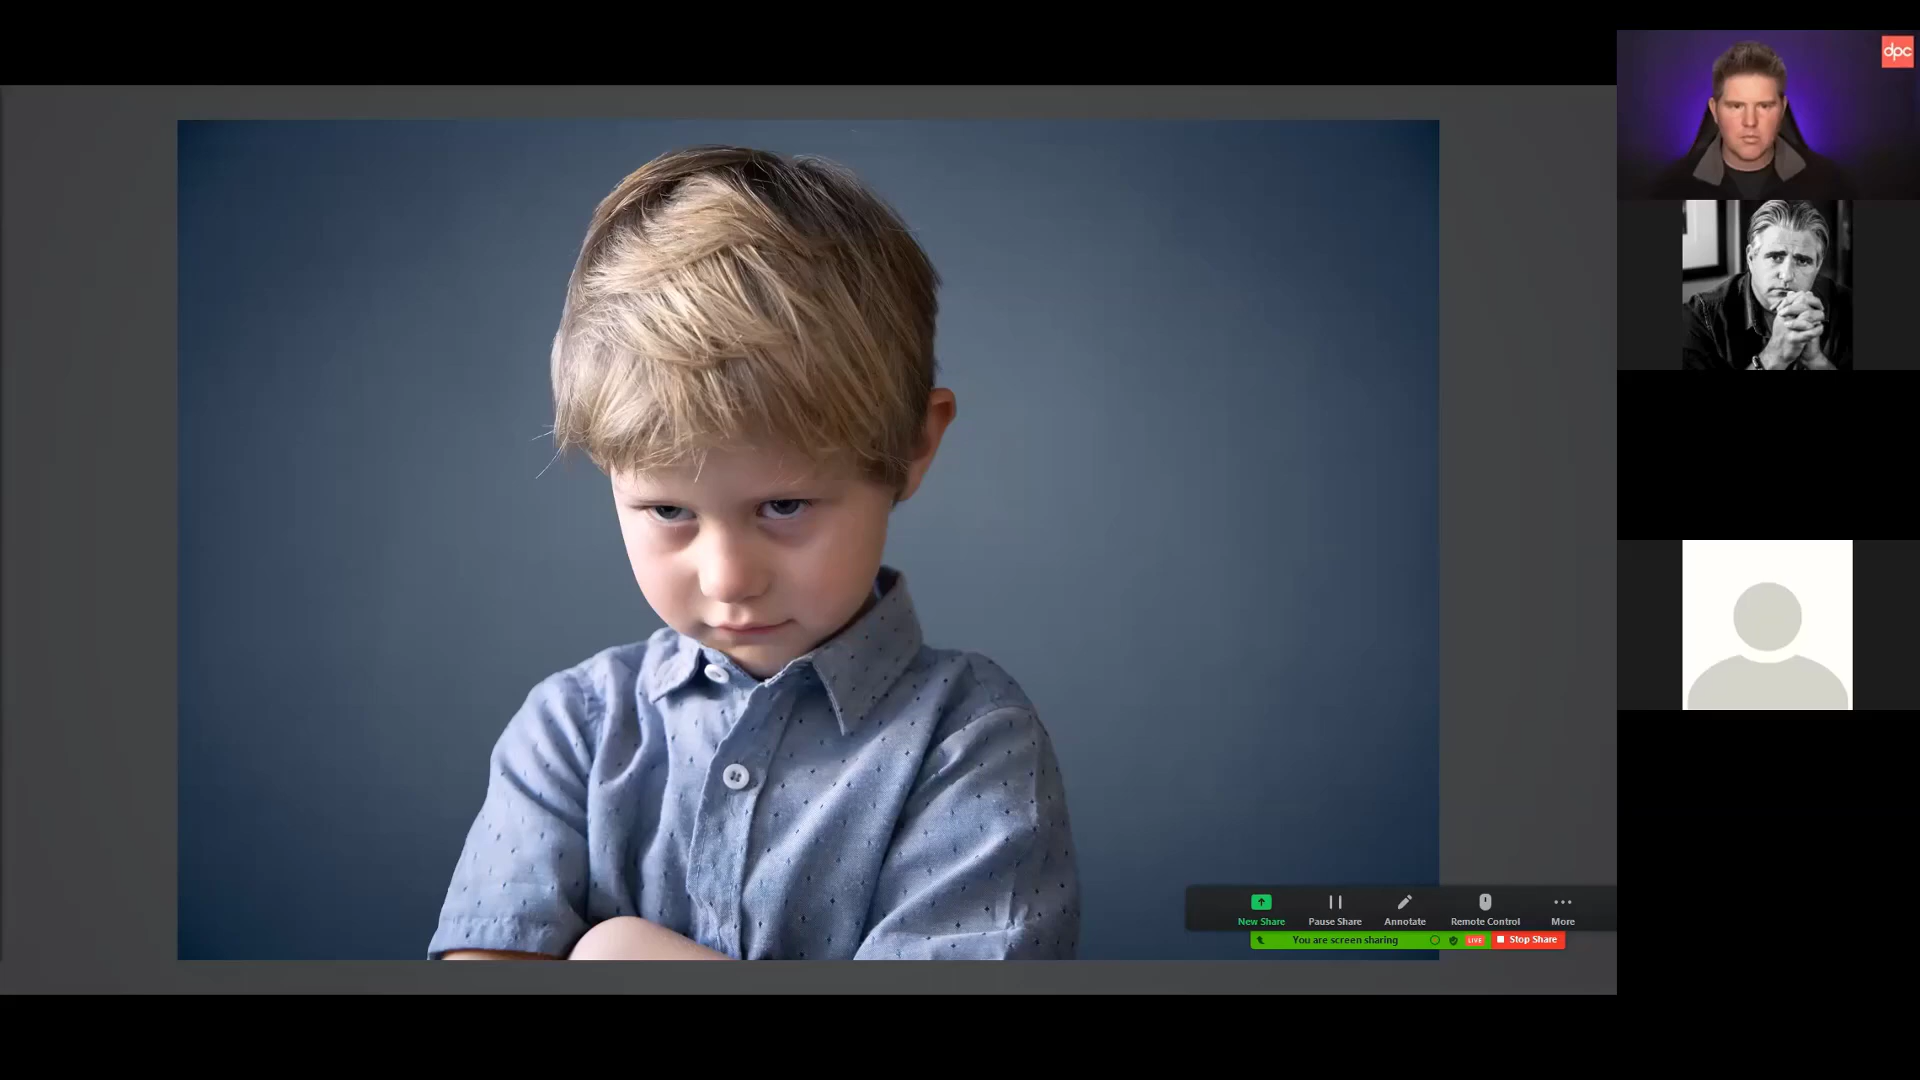 dpc
New Share Pause Share Annotate Remote Control More
You are screen sharing LIVE Stop Share